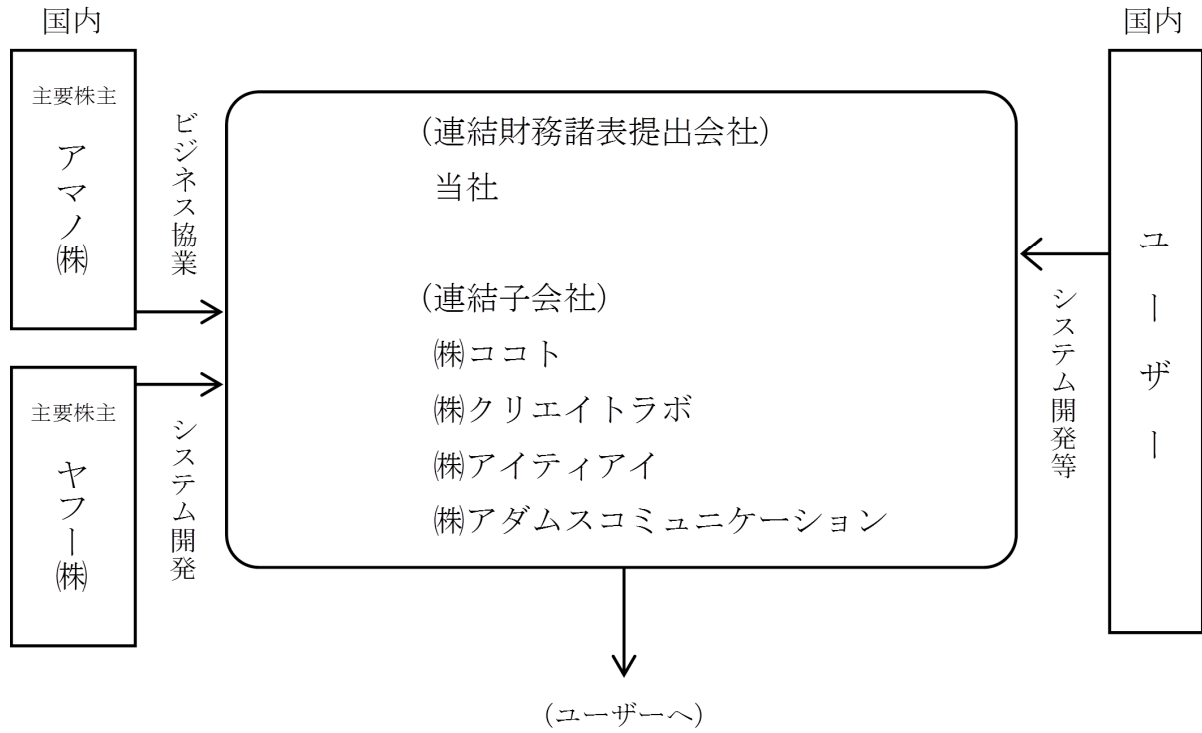 国内
主要株主
アマノ㈱
ビジネス協業
主要株主
ヤフー㈱
システム開発
(連結財務諸表提出会社)
当社
(連結子会社)
㈱ココト
㈱クリエイトラボ
㈱アイティアイ
㈱アダムスコミュニケーション
国内
ユーザー
システム開発等
(ユーザーへ)